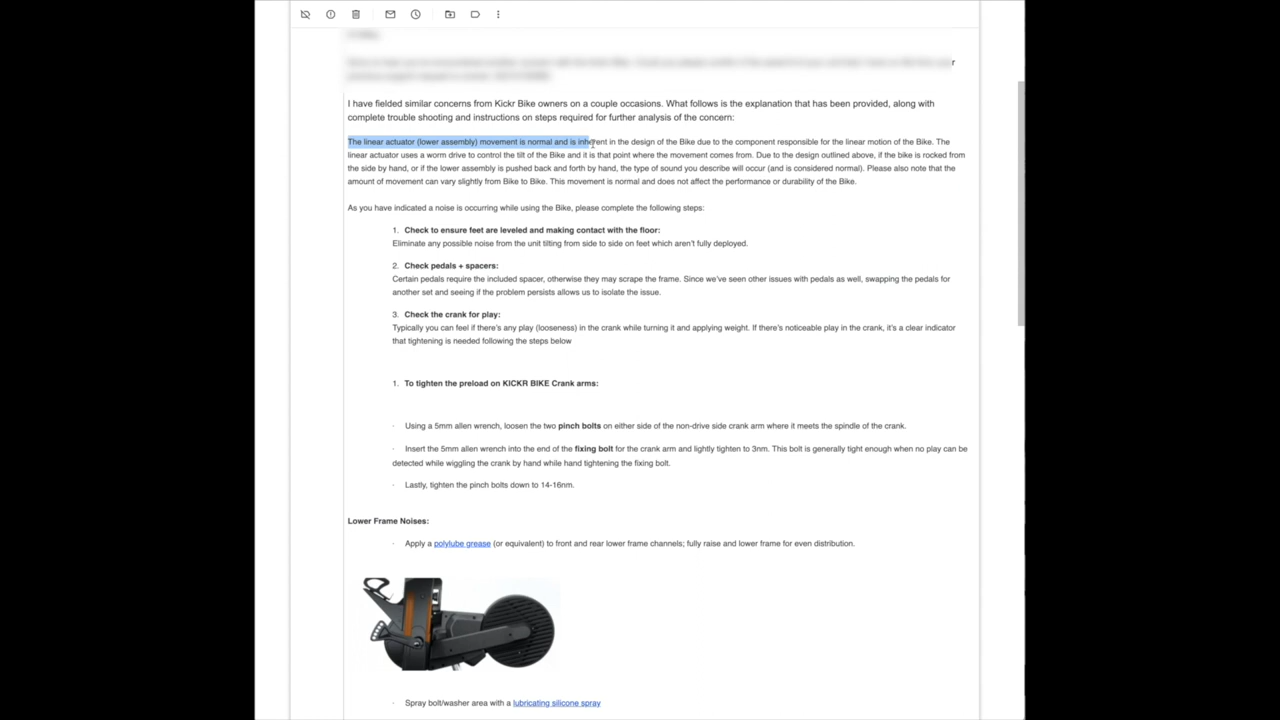 I have fielded similar concerns from Kickr Bike owners on a couple occasions. What follows is the explanation that has been provided, along with
complete trouble shooting and instructions on steps required for further analysis of the concern:
The linear actuator (lower assembly) movement is normal and is inherent in the design of the Bike due to the component responsible for the linear motion of the Bike. The
linear actuator uses a worm drive to control the tilt of the Bike and it is that point where the movement comes from. Due to the design outlined above, if the bike is rocked from
the side by hand, or if the lower assembly is pushed back and forth by hand, the type of sound you describe will occur (and is considered normal). Please also note that the
amount of movement can vary slightly from Bike to Bike. This movement is normal and does not affect the performance or durability of the Bike.
As you have indicated a noise is occurring while using the Bike, please complete the following steps:
1. Check to ensure feet are leveled and making contact with the floor:
Eliminate any possible noise from the unit tilting from side to side on feet which aren't fully deployed.
2. Check pedals + spacers:
Certain pedals require the included spacer, otherwise they may scrape the frame. Since we've seen other issues with pedals as well, swapping the pedals for
another set and seeing if the problem persists allows us to isolate the issue.
3. Check the crank for play:
Typically you can feel if there's any play (looseness) in the crank while turning it and applying weight. If there's noticeable play in the crank, it's a clear indicator
that tightening is needed following the steps below
1. To tighten the preload on KICKR BIKE Crank arms:
· Using a 5mm allen wrench, loosen the two pinch bolts on either side of the non-drive side crank arm where it meets the spindle of the crank.
· Insert the 5mm allen wrench into the end of the fixing bolt for the crank arm and lightly tighten to 3nm. This bolt is generally tight enough when no play can be
detected while wiggling the crank by hand while hand tightening the fixing bolt.
· Lastly, tighten the pinch bolts down to 14-16nm.
Lower Frame Noises:
· Apply a polylube grease (or equivalent) to front and rear lower frame channels; fully raise and lower frame for even distribution.
· Spray bolt/washer area with a lubricating silicone spray